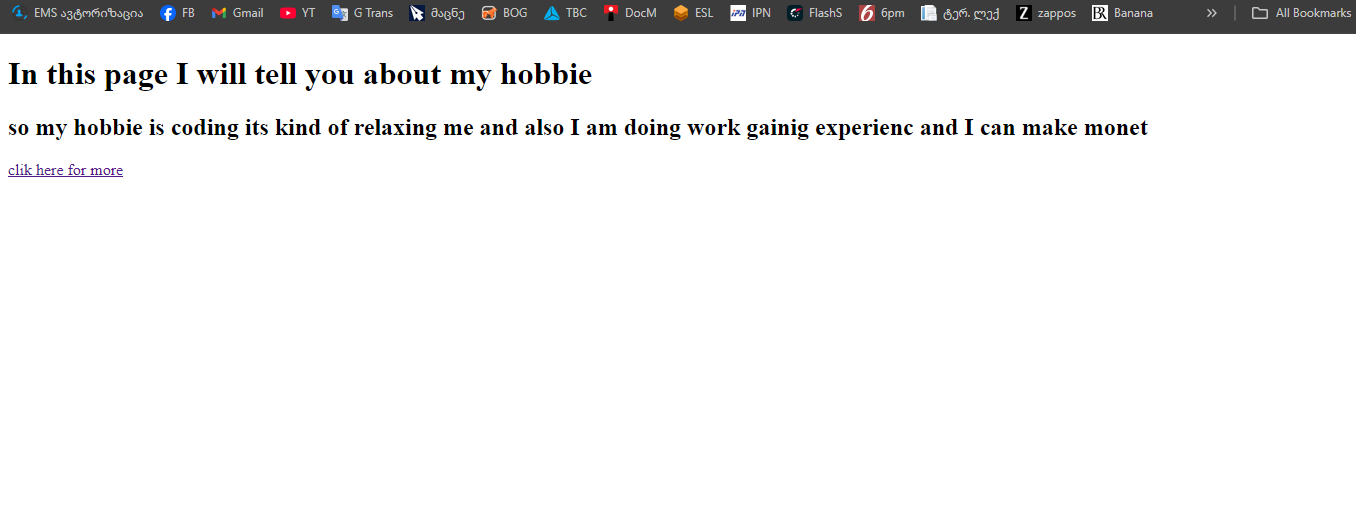 EMS ავტორიზაცია FB Gmail YT G Trans მაცნე BOG TBC DocM ESL IPN FlashS 6pm ტერ. ლექ zappos Banana » All Bookmarks
In this page I will tell you about my hobbie
so my hobbie is coding its kind of relaxing me and also I am doing work gainig experienc and I can make monet
clik here for more